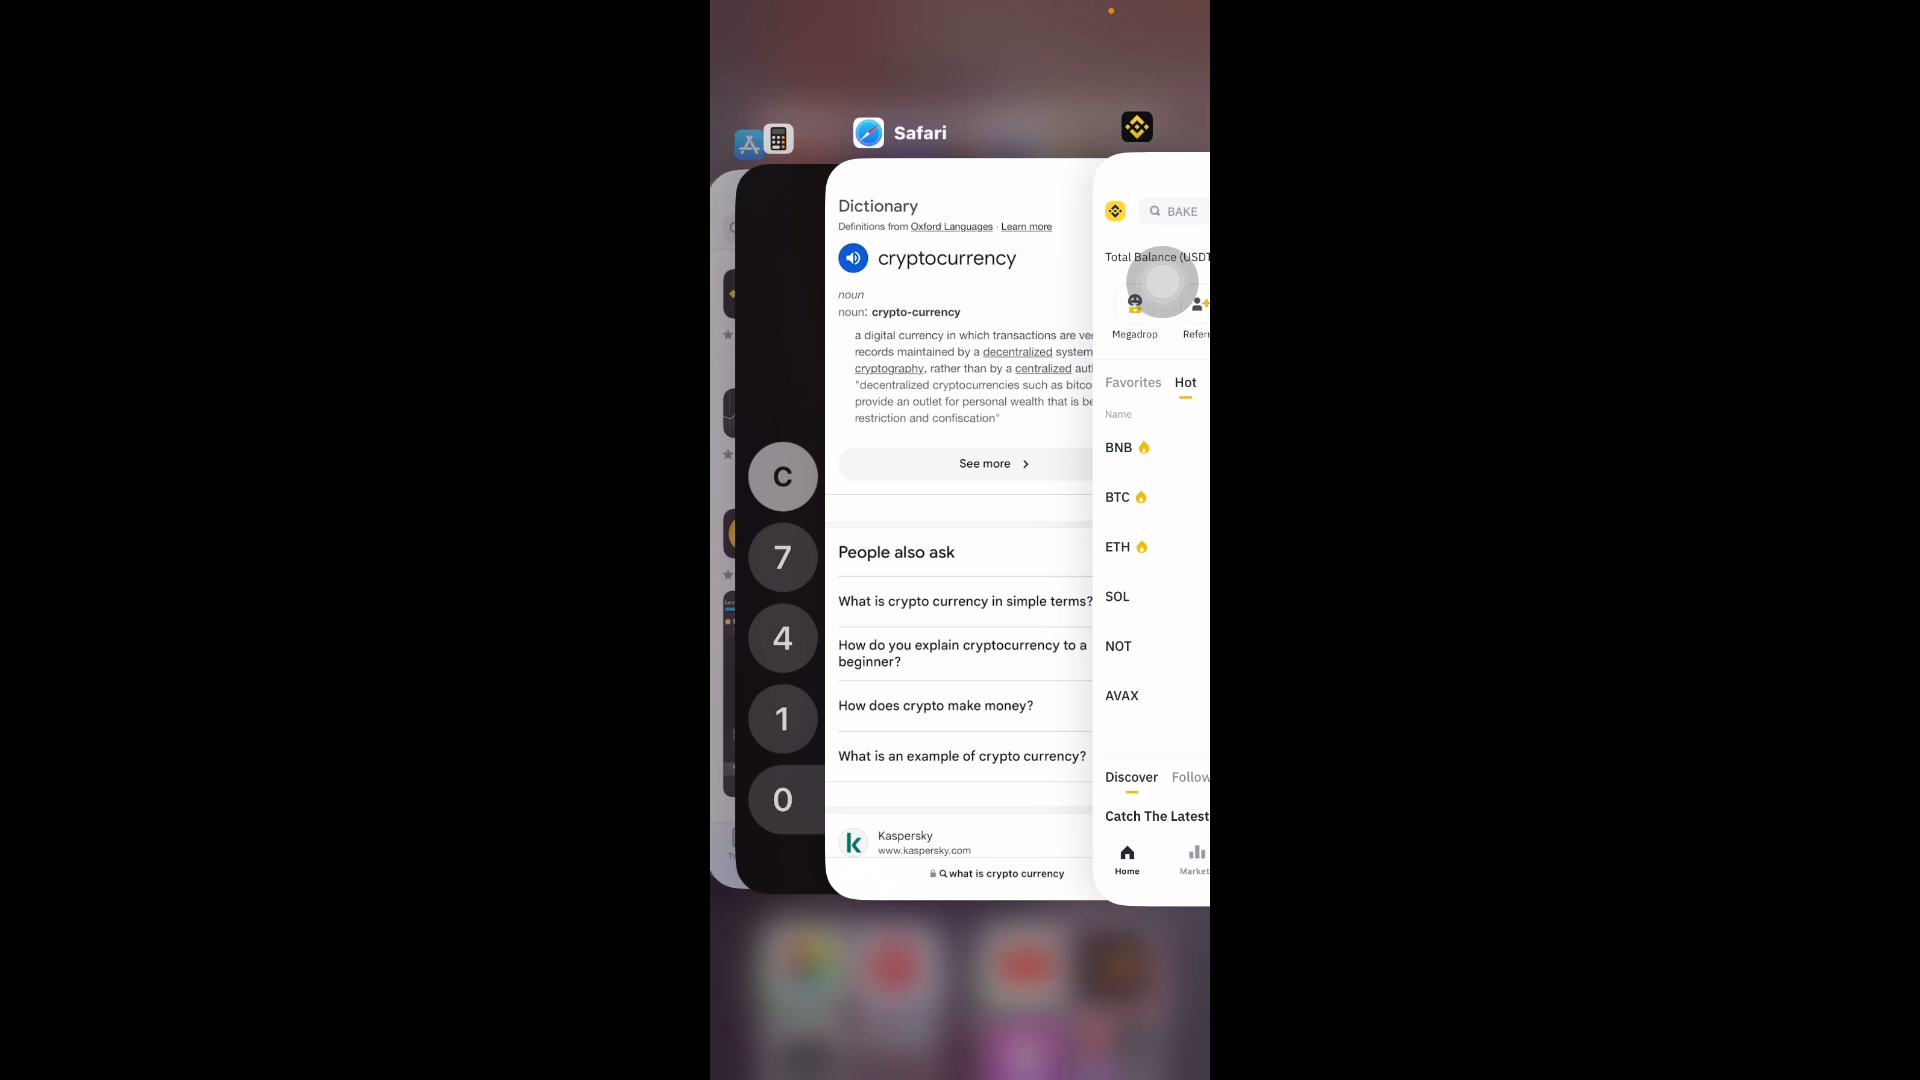 Safari
C
7
4
1
0
Dictionary
Definitions from Oxford Languages · Learn more
cryptocurrency
noun
noun: crypto-currency
a digital currency in which transactions are
records maintained by a decentralized system
cryptography, rather than by a centralized
"decentralized cryptocurrencies such as
provide an outlet for personal wealth that is
restriction and confiscation"
See more
People also ask
What is crypto currency in simple terms?
How do you explain cryptocurrency to a
beginner?
How does crypto make money?
What is an example of crypto currency?
k
Kaspersky
www.kaspersky.com
what is crypto currency
BAKE
Total Balance (USDT
Megadrop
Referr
Favorites Hot
Name
BNB
BTC
ETH
SOL
NOT
AVAX
Discover Follow
Catch The Latest
Home
Market